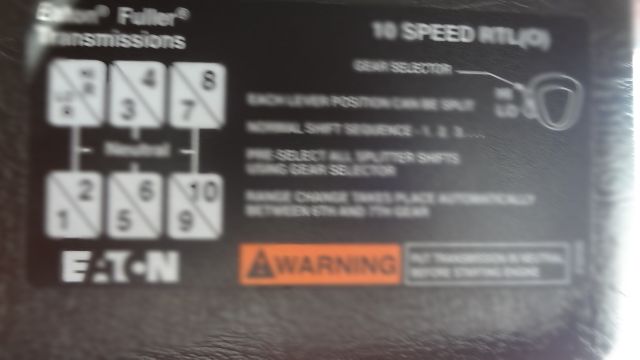 Eaton® Fuller®
Transmissions
10 SPEED RTL(O)
GEAR SELECTOR
HI
LO
HI R
LO R
4
3
8
7
Neutral
2
1
6
5
10
9
EACH LEVER POSITION CAN BE SPLIT
NORMAL SHIFT SEQUENCE - 1, 2, 3, ...
PRE-SELECT ALL SPLITTER SHIFTS
USING GEAR SELECTOR
RANGE CHANGE TAKES PLACE AUTOMATICALLY
BETWEEN 6TH AND 7TH GEAR
EATON
WARNING
PUT TRANSMISSION IN NEUTRAL
BEFORE STARTING ENGINE